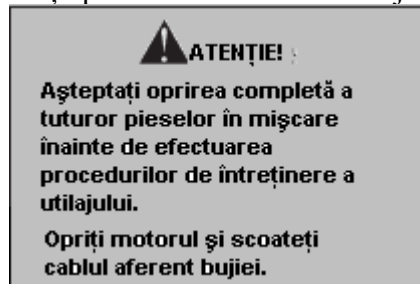 ATENȚIE!
Așteptați oprirea completă a
tuturor pieselor în mișcare
înainte de efectuarea
procedurilor de întreținere a
utilajului.
Opriți motorul și scoateți
cablul aferent bujiei.